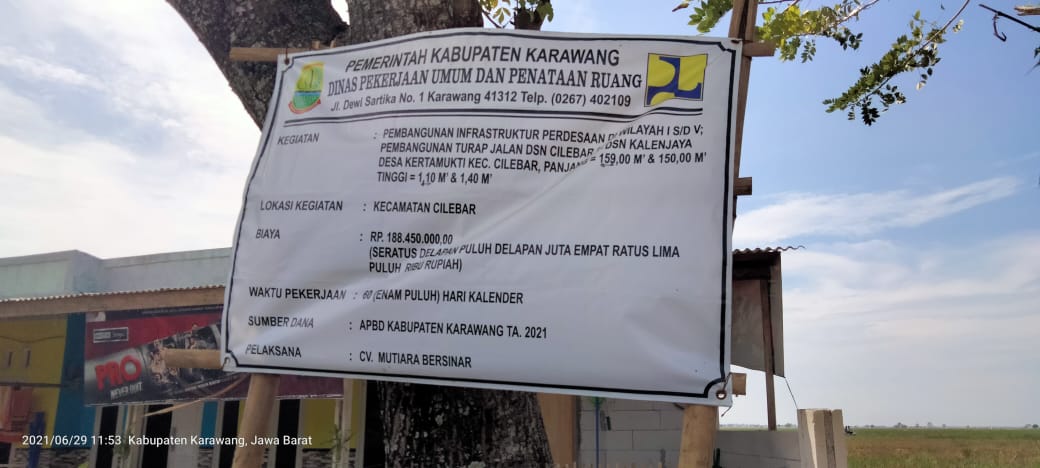 PEMERINTAH KABUPATEN KARAWANG
DINAS PEKERJAAN UMUM DAN PENATAAN RUANG
Jl. Dewi Sartika No. 1 Karawang 41312 Telp. (0267) 402109
KEGIATAN : PEMBANGUNAN INFRASTRUKTUR PERDESAAN DI WILAYAH I S/D V;
PEMBANGUNAN TURAP JALAN DSN CILEBAR DSN KALENJAYA
DESA KERTAMUKTI KEC. CILEBAR, PANJANG = 159,00 M' & 150,00 M'
TINGGI = 1,10 M' & 1,40 M'
LOKASI KEGIATAN : KECAMATAN CILEBAR
BIAYA : RP. 188.450.000,00
(SERATUS DELAPAN PULUH DELAPAN JUTA EMPAT RATUS LIMA
PULUH RIBU RUPIAH)
WAKTU PEKERJAAN : 60 (ENAM PULUH) HARI KALENDER
SUMBER DANA : APBD KABUPATEN KARAWANG TA. 2021
PELAKSANA : CV. MUTIARA BERSINAR
PRO
NEVER QUIT
2021/06/29 11:53 Kabupaten Karawang, Jawa Barat